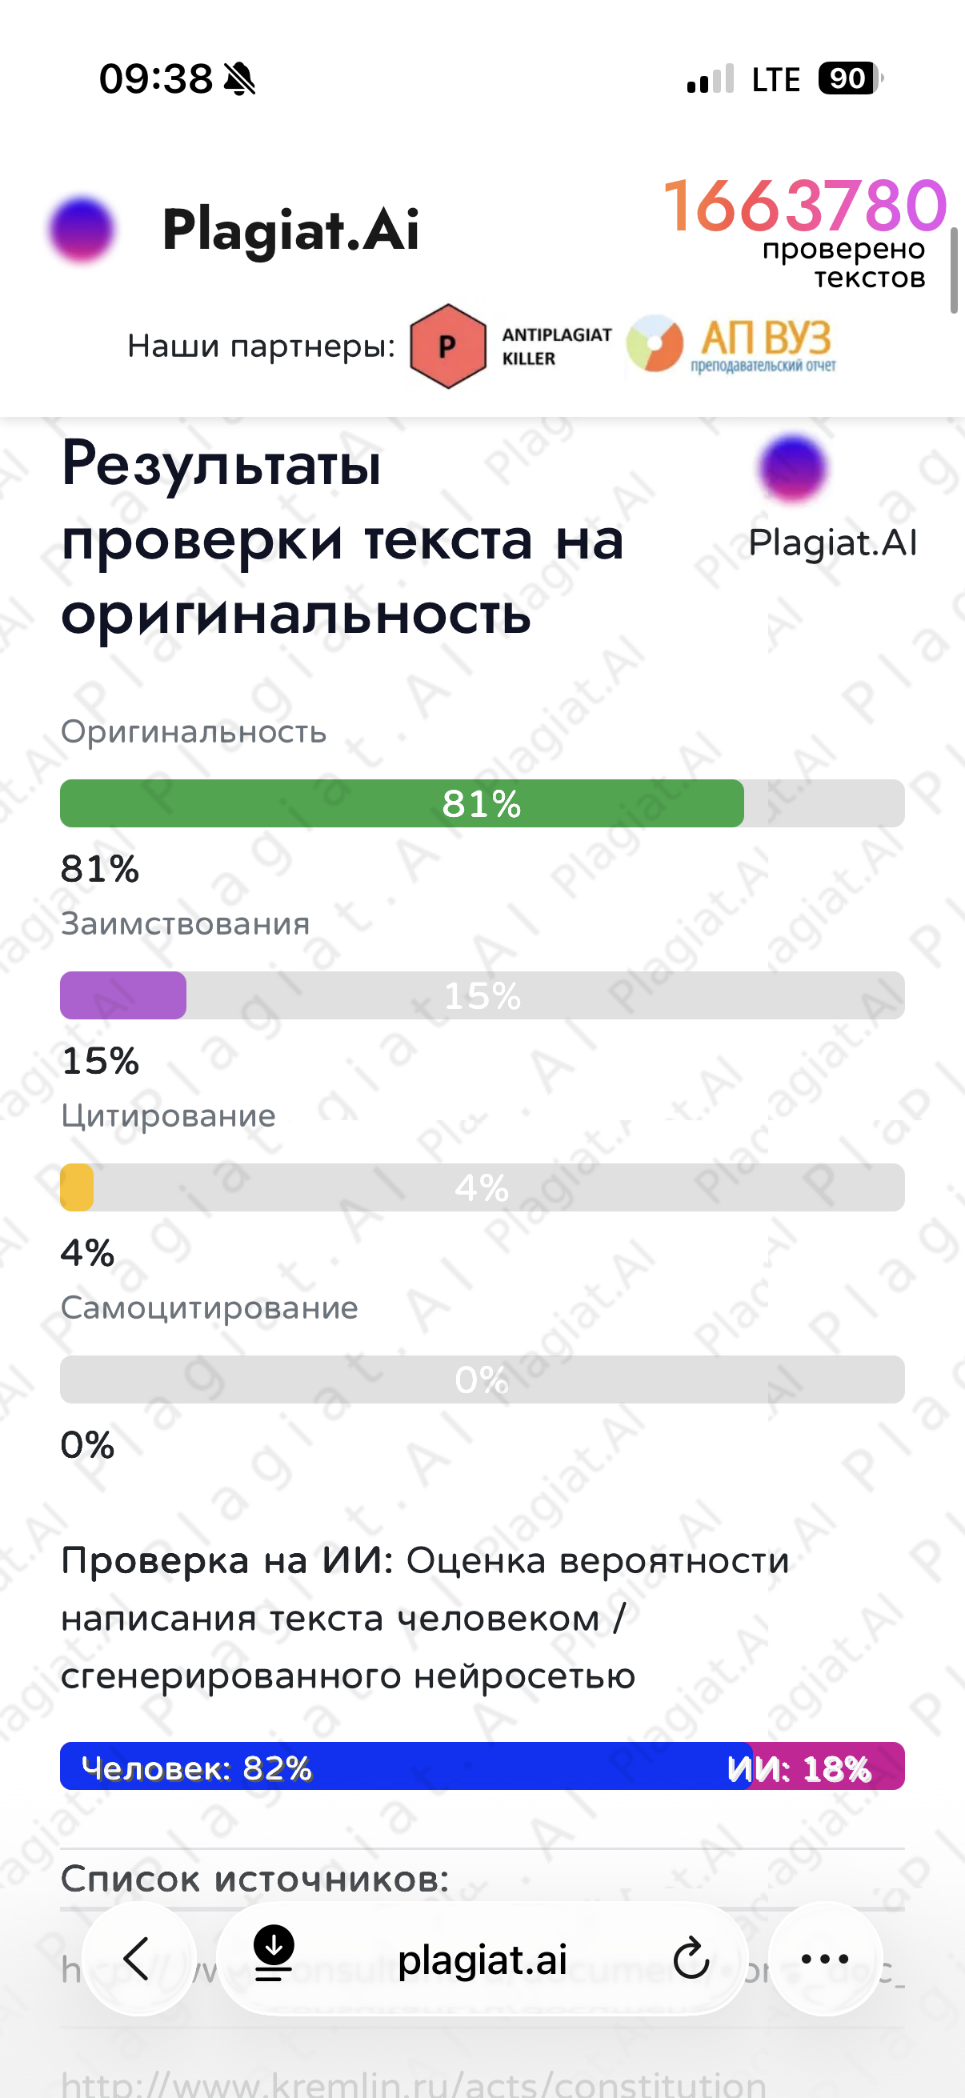 09:38
LTE 90
Plagiat.Ai
1663780
проверено
текстов
Наши партнеры:
P
ANTIPLAGIAT
KILLER
АП ВУЗ
преподавательский отчет
Результаты
проверки текста на
оригинальность
Plagiat.AI
Оригинальность
81%
81%
Заимствования
15%
15%
Цитирование
4%
4%
Самоцитирование
0%
0%
Проверка на ИИ: Оценка вероятности
написания текста человеком /
сгенерированного нейросетью
Человек: 82%
ИИ: 18%
Список источников:
plagiat.ai
http://www.kremlin.ru/acts/constitution